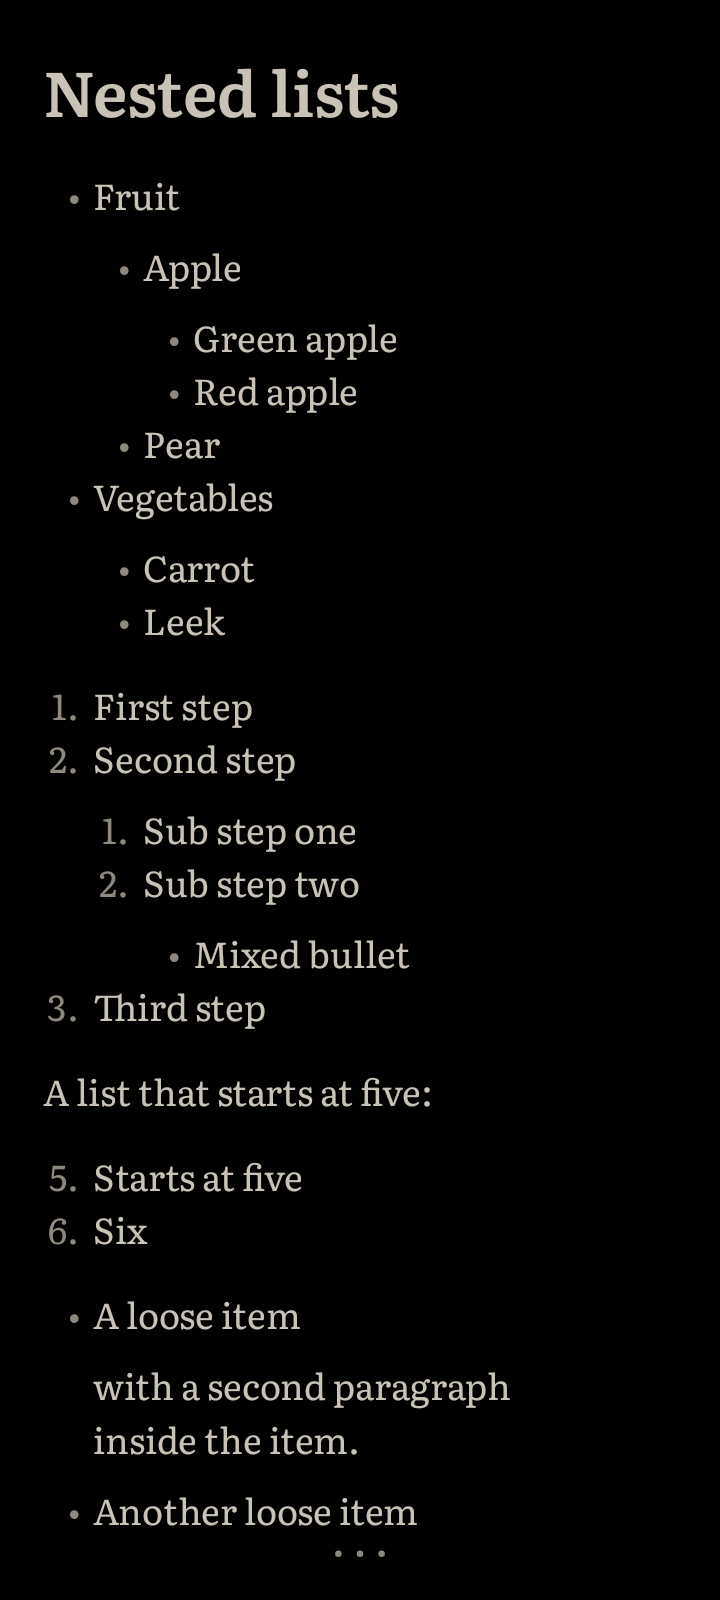 Nested lists
• Fruit
• Apple
• Green apple
• Red apple
• Pear
• Vegetables
• Carrot
• Leek
1. First step
2. Second step
1. Sub step one
2. Sub step two
• Mixed bullet
3. Third step
A list that starts at five:
5. Starts at five
6. Six
• A loose item
with a second paragraph
inside the item.
• Another loose item
• • •